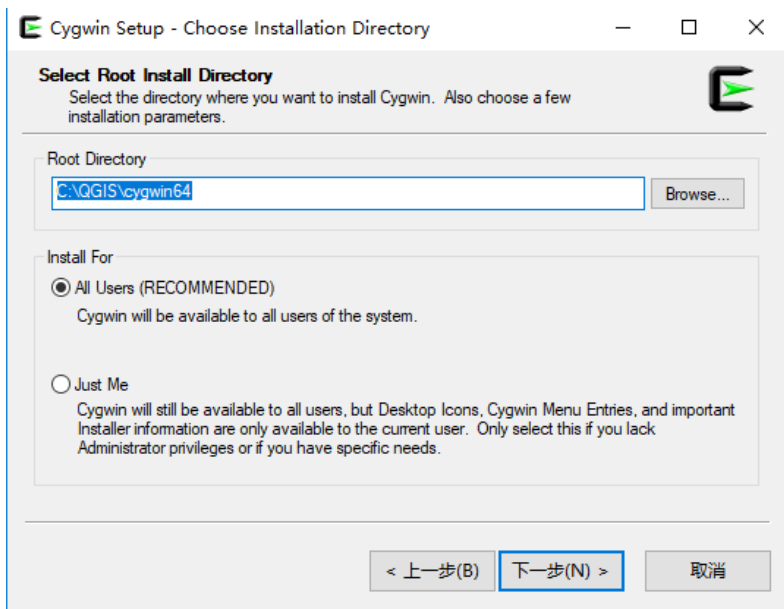 Cygwin Setup - Choose Installation Directory
Select Root Install Directory
Select the directory where you want to install Cygwin. Also choose a few
installation parameters.
Root Directory
C:\QGIS\cygwin64
Browse...
Install For
All Users (RECOMMENDED)
Cygwin will be available to all users of the system.
Just Me
Cygwin will still be available to all users, but Desktop Icons, Cygwin Menu Entries, and important
Installer information are only available to the current user. Only select this if you lack
Administrator privileges or if you have specific needs.
< 上一步(B)
下一步(N) >
取消